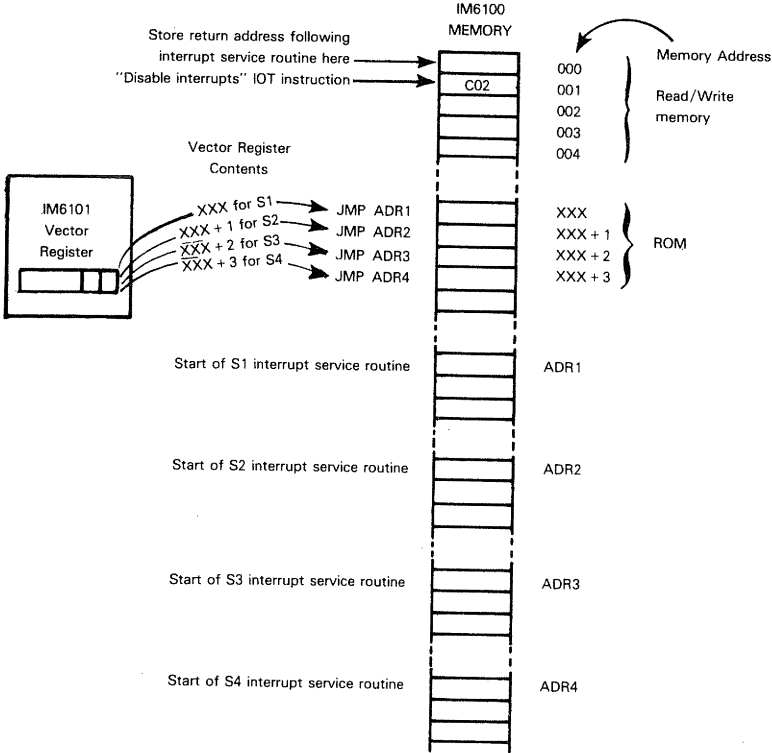 IM6100
MEMORY
Store return address following
interrupt service routine here
"Disable interrupts" IOT instruction
C02
000
001
002
003
004
Memory Address
Read/Write
memory
Vector Register
Contents
IM6101
Vector
Register
XXX for S1
XXX + 1 for S2
XXX + 2 for S3
XXX + 3 for S4
JMP ADR1
JMP ADR2
JMP ADR3
JMP ADR4
XXX
XXX + 1
XXX + 2
XXX + 3
ROM
Start of S1 interrupt service routine
ADR1
Start of S2 interrupt service routine
ADR2
Start of S3 interrupt service routine
ADR3
Start of S4 interrupt service routine
ADR4